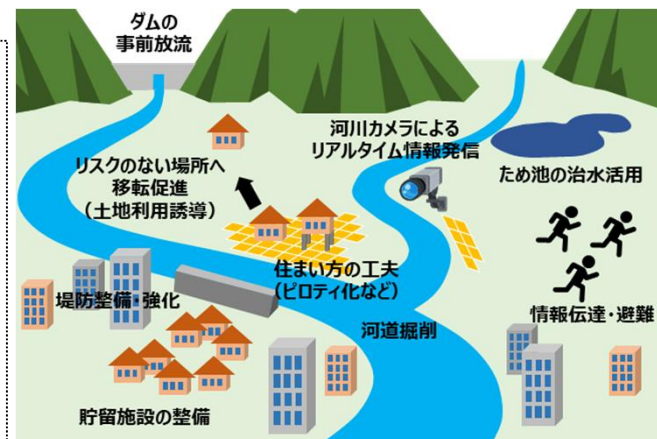 ダムの
事前放流
河川カメラによる
リアルタイム情報発信
リスクのない場所へ
移転促進
（土地利用誘導）
ため池の治水活用
住まい方の工夫
（ピロティ化など）
堤防整備・強化
情報伝達・避難
河道掘削
貯留施設の整備